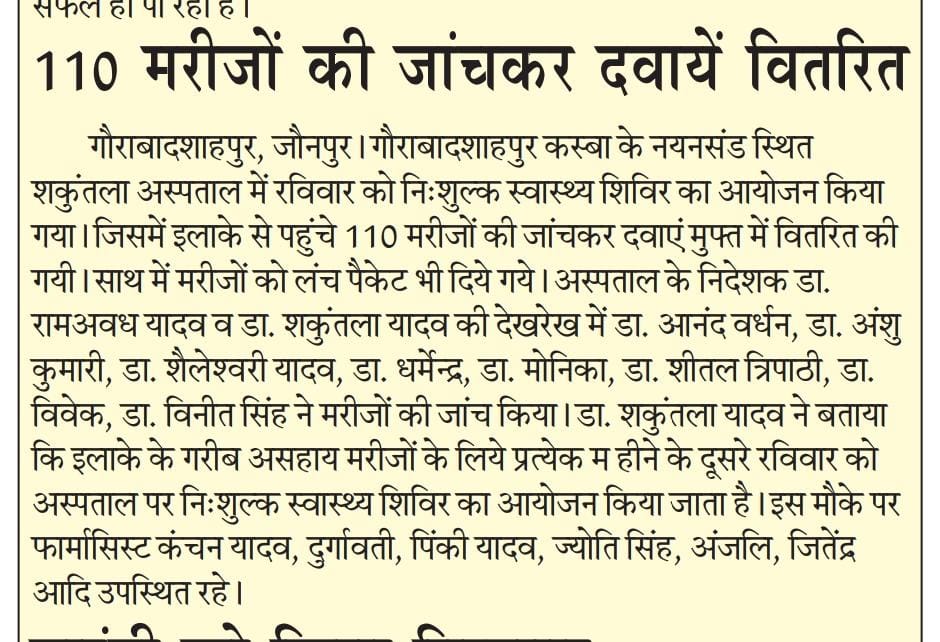 सफल हो पा रहा है।
110 मरीजों की जांचकर दवायें वितरित
गौराबादशाहपुर, जौनपुर। गौराबादशाहपुर कस्बा के नयनसंड स्थित
शकुंतला अस्पताल में रविवार को निःशुल्क स्वास्थ्य शिविर का आयोजन किया
गया। जिसमें इलाके से पहुंचे 110 मरीजों की जांचकर दवाएं मुफ्त में वितरित की
गयी। साथ में मरीजों को लंच पैकेट भी दिये गये। अस्पताल के निदेशक डा.
रामअवध यादव व डा. शकुंतला यादव की देखरेख में डा. आनंद वर्धन, डा. अंशु
कुमारी, डा. शैलेश्वरी यादव, डा. धर्मेन्द्र, डा. मोनिका, डा. शीतल त्रिपाठी, डा.
विवेक, डा. विनीत सिंह ने मरीजों की जांच किया। डा. शकुंतला यादव ने बताया
कि इलाके के गरीब असहाय मरीजों के लिये प्रत्येक म हीने के दूसरे रविवार को
अस्पताल पर निःशुल्क स्वास्थ्य शिविर का आयोजन किया जाता है। इस मौके पर
फार्मासिस्ट कंचन यादव, दुर्गावती, पिंकी यादव, ज्योति सिंह, अंजलि, जितेंद्र
आदि उपस्थित रहे।